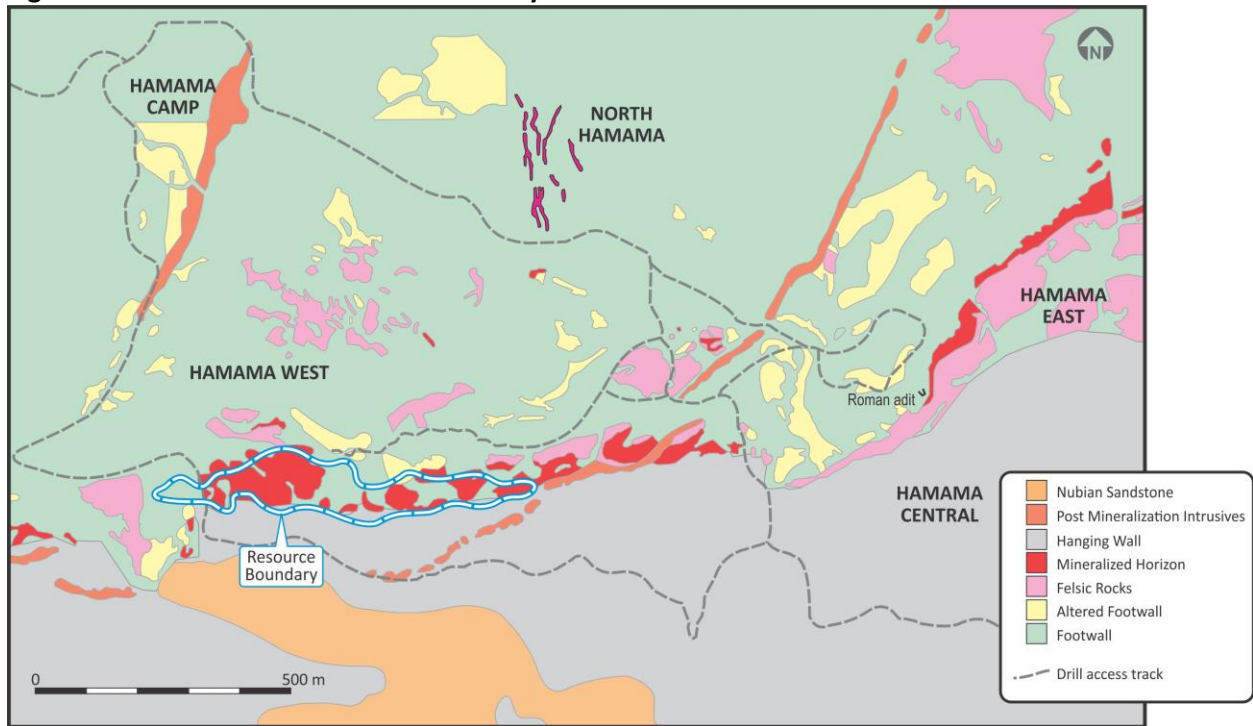 N
HAMAMA
CAMP
NORTH
HAMAMA
HAMAMA
EAST
HAMAMA WEST
Roman adit
HAMAMA
CENTRAL
Resource
Boundary
0
500 m
Nubian Sandstone
Post Mineralization Intrusives
Hanging Wall
Mineralized Horizon
Felsic Rocks
Altered Footwall
Footwall
Drill access track